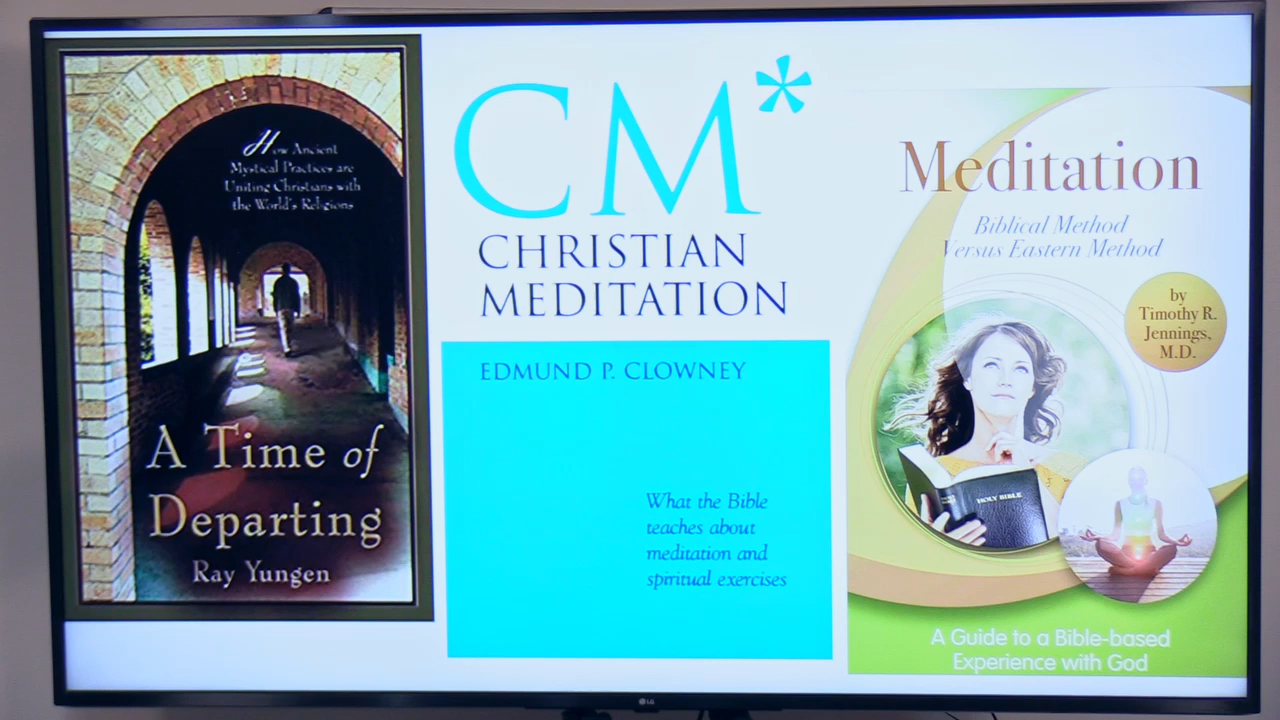 How Ancient
Mystical Practices are
Uniting Christians with
the World's Religions
A Time of
Departing
Ray Yungen
CM*
CHRISTIAN
MEDITATION
EDMUND P. CLOWNEY
What the Bible
teaches about
meditation and
spiritual exercises
Meditation
Biblical Method
Versus Eastern Method
by
Timothy R.
Jennings,
M.D.
HOLY BIBLE
A Guide to a Bible-based
Experience with God
LG